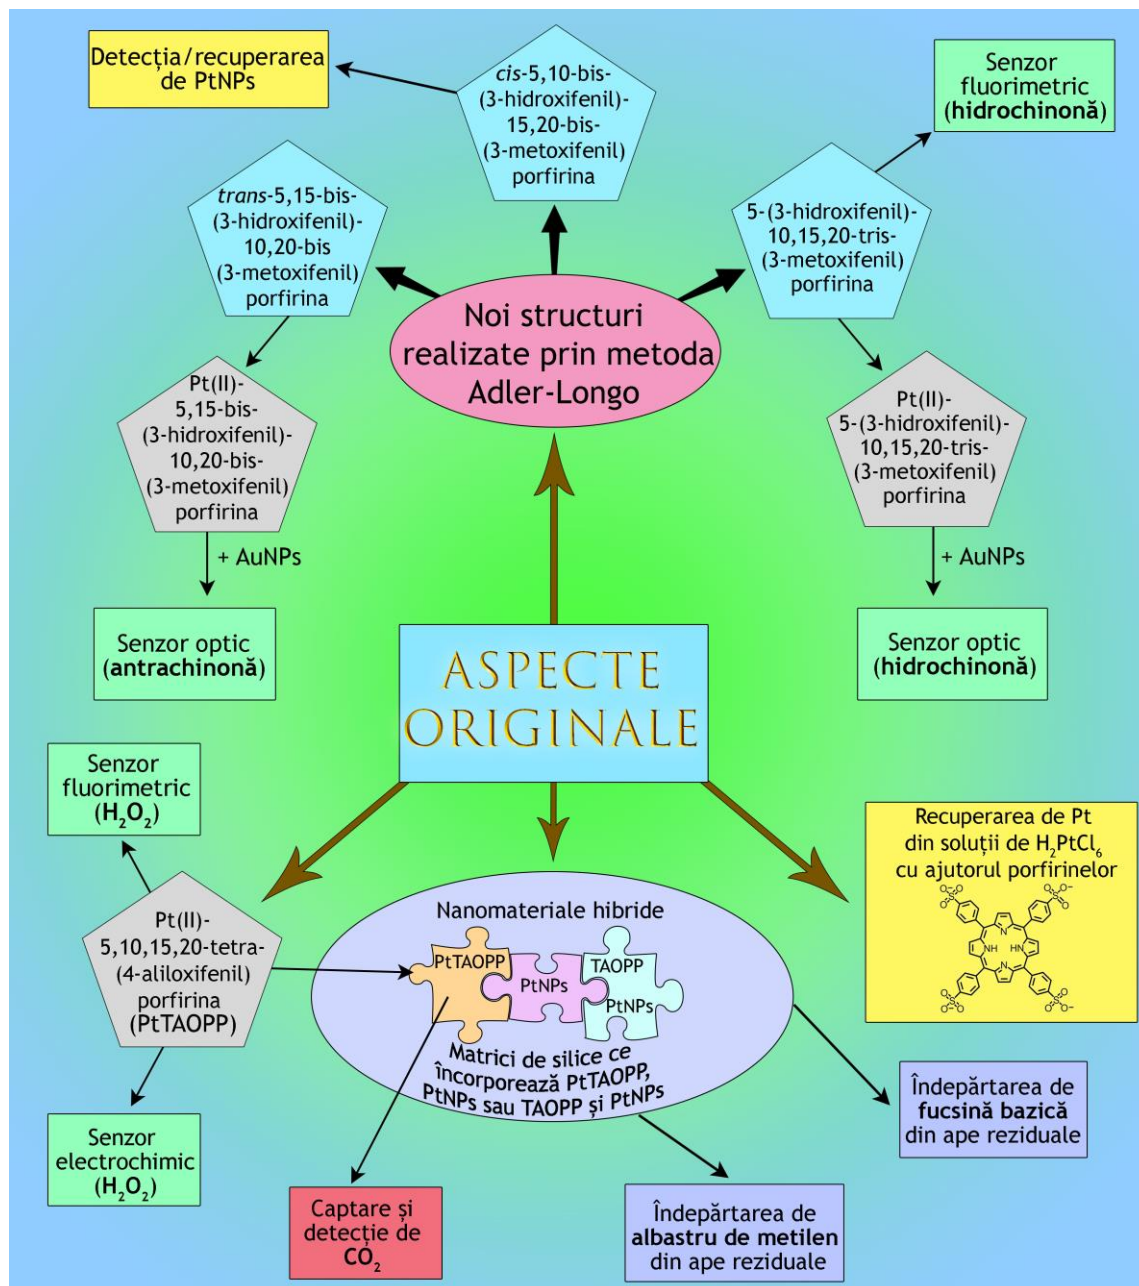 Detecția/recuperarea
de PtNPs
cis-5,10-bis-
(3-hidroxifenil)-
15,20-bis-
(3-metoxifenil)
porfirina
Senzor
fluorimetric
(hidrochinonă)
trans-5,15-bis-
(3-hidroxifenil)-
10,20-bis
(3-metoxifenil)
porfirina
5-(3-hidroxifenil)-
10,15,20-tris-
(3-metoxifenil)
porfirina
Noi structuri
realizate prin metoda
Adler-Longo
Pt(II)-
5,15-bis-
(3-hidroxifenil)-
10,20-bis-
(3-metoxifenil)
porfirina
Pt(II)-
5-(3-hidroxifenil)-
10,15,20-tris-
(3-metoxifenil)
porfirina
+ AuNPs
+ AuNPs
Senzor optic
(antrachinonă)
Senzor optic
(hidrochinonă)
ASPECTE
ORIGINALE
Senzor
fluorimetric
(H₂O₂)
Recuperarea de Pt
din soluții de H₂PtCl₆
cu ajutorul porfirinelor
Pt(II)-
5,10,15,20-tetra-
(4-aliloxifenil)
porfirina
(PtTAOPP)
Nanomateriale hibride
PtTAOPP
PtNPs
TAOPP
PtNPs
Matrici de silice ce
încorporează PtTAOPP,
PtNPs sau TAOPP și PtNPs
Senzor
electrochimic
(H₂O₂)
Captare și
detecție de
CO₂
Îndepărtarea de
albastru de metilen
din ape reziduale
Îndepărtarea de
fucsină bazică
din ape reziduale